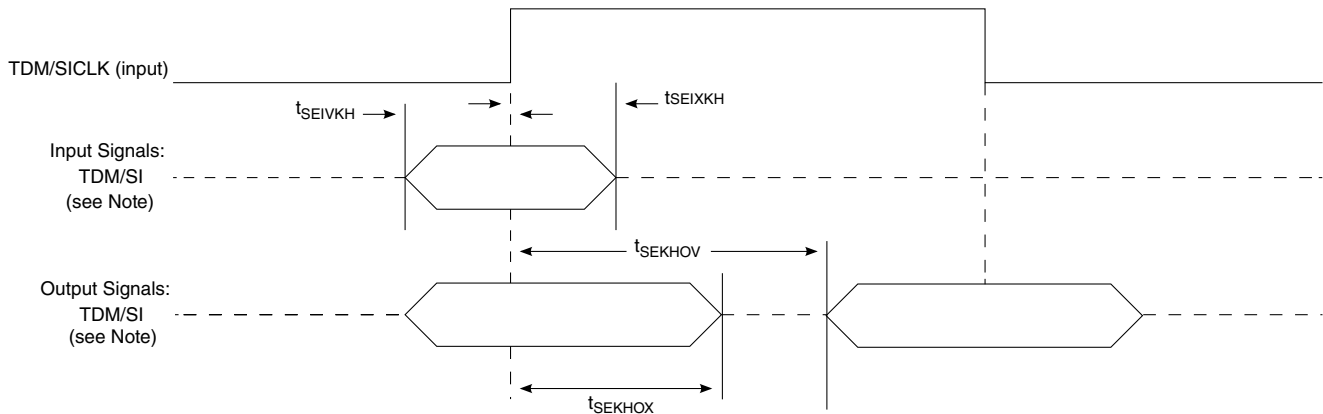 TDM/SICLK (input)
tSEIVKH
tSEIXKH
Input Signals:
TDM/SI
(see Note)
tSEKHOV
Output Signals:
TDM/SI
(see Note)
tSEKHOX